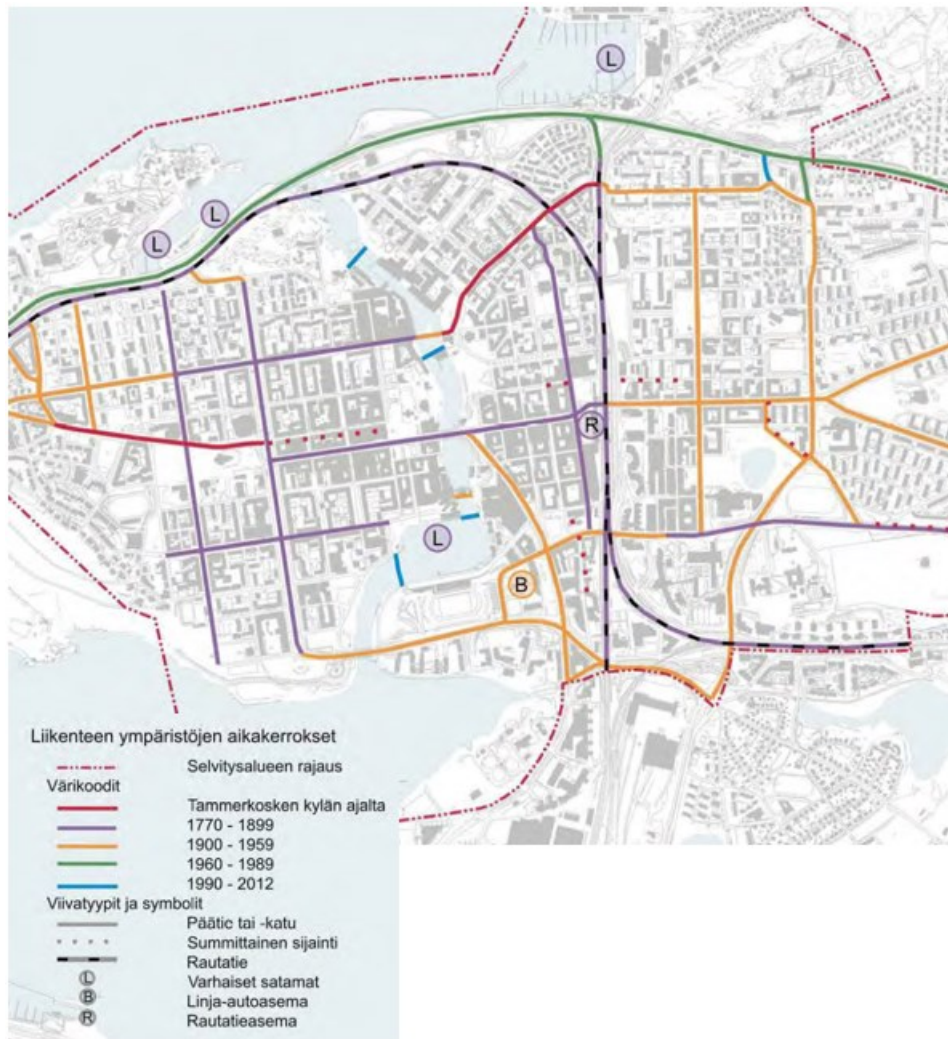 L
L
L
R
L
B
Liikenteen ympäristöjen aikakerrokset
Selvitysalueen rajaus
Värikoodit
Tammerkosken kylän ajalta
1770 - 1899
1900 - 1959
1960 - 1989
1990 - 2012
Viivatyypit ja symbolit
Päätie tai -katu
Summittainen sijainti
Rautatie
L Varhaiset satamat
B Linja-autoasema
R Rautatieasema